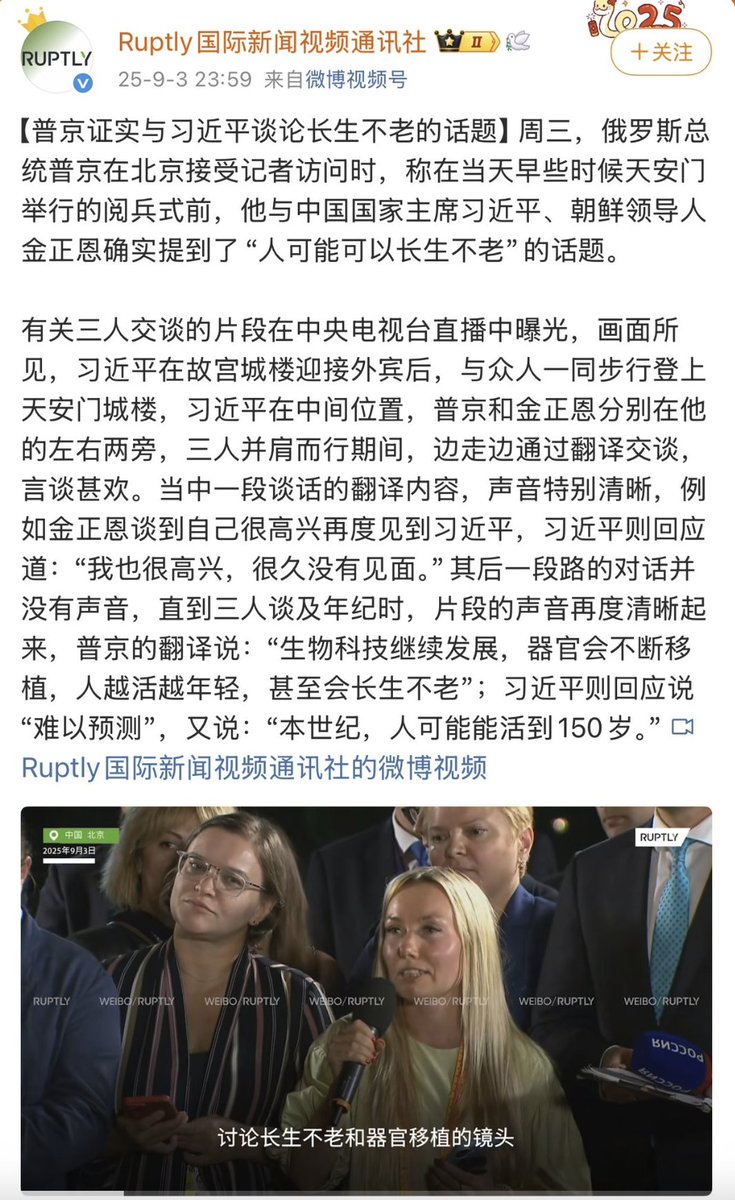 2025
RUPTLY
Ruptly国际新闻视频通讯社 II
+关注
25-9-3 23:59 来自微博视频号
【普京证实与习近平谈论长生不老的话题】周三，俄罗斯总
统普京在北京接受记者访问时，称在当天早些时候天安门
举行的阅兵式前，他与中国国家主席习近平、朝鲜领导人
金正恩确实提到了“人可能可以长生不老”的话题。
有关三人交谈的片段在中央电视台直播中曝光，画面所
见，习近平在故宫城楼迎接外宾后，与众人一同步行登上
天安门城楼，习近平在中间位置，普京和金正恩分别在他
的左右两旁，三人并肩而行期间，边走边通过翻译交谈，
言谈甚欢。当中一段谈话的翻译内容，声音特别清晰，例
如金正恩谈到自己很高兴再度见到习近平，习近平则回应
道：“我也很高兴，很久没有见面。”其后一段路的对话并
没有声音，直到三人谈及年纪时，片段的声音再度清晰起
来，普京的翻译说：“生物科技继续发展，器官会不断移
植，人越活越年轻，甚至会长生不老”；习近平则回应说
“难以预测”，又说：“本世纪，人可能能活到150岁。”
Ruptly国际新闻视频通讯社的微博视频
中国 北京
2025年9月3日
RUPTLY
RUPTLY WEIBO/RUPTLY WEIBO/RUPTLY WEIBO/RUPTLY WEIBO/RUPTLY WEIBO/RUPTLY WEIBO/RUPTLY
РОССИЯ
РОССИЯ
讨论长生不老和器官移植的镜头